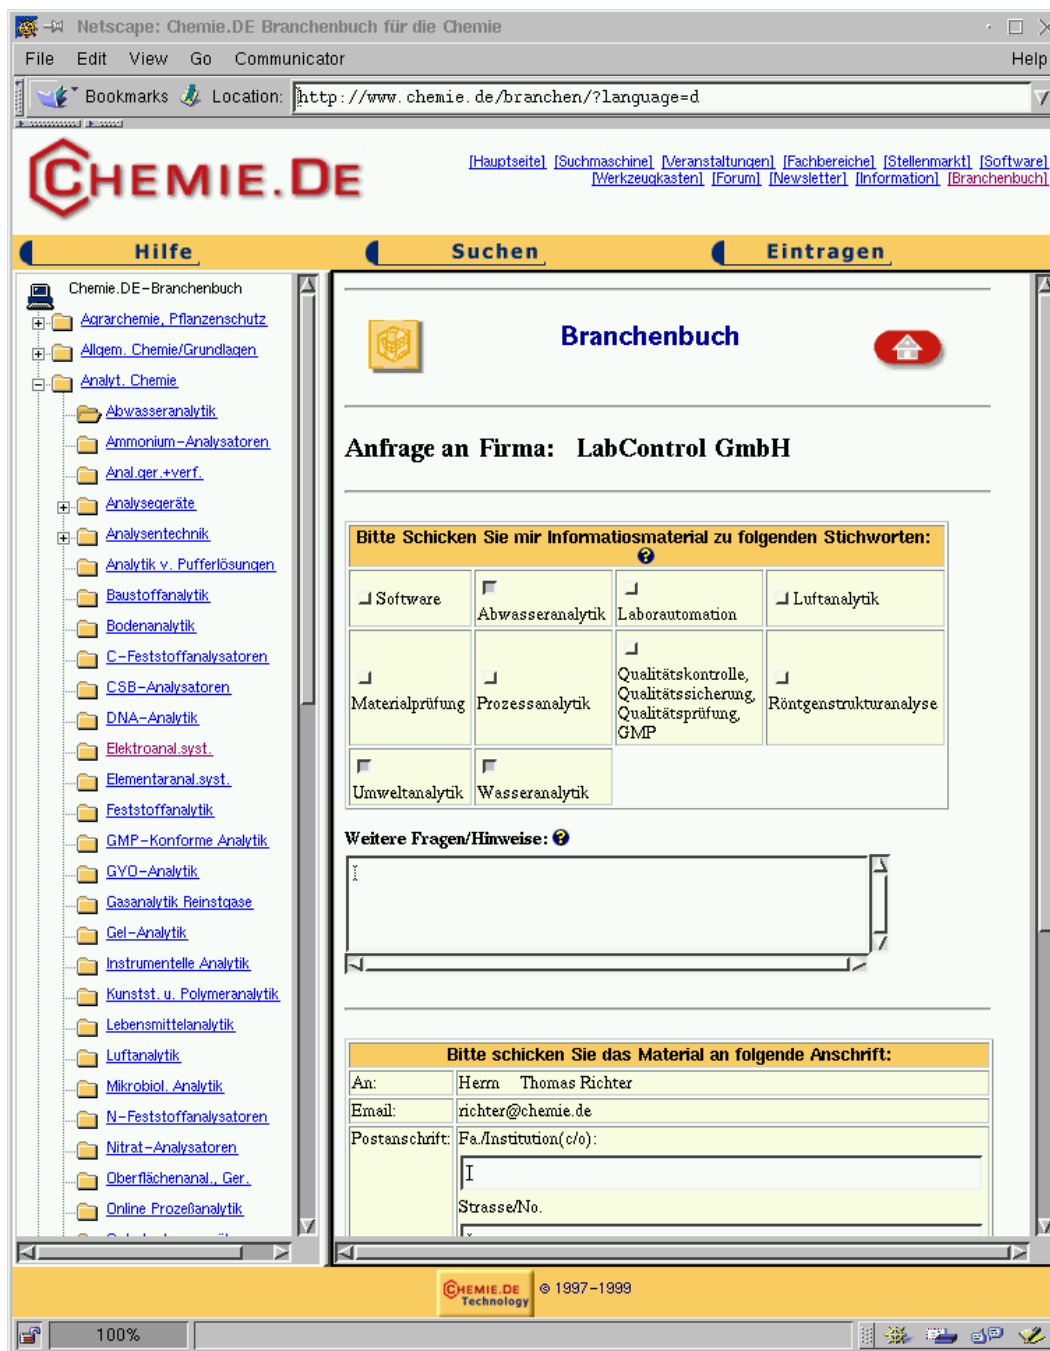 Netscape: Chemie.DE Branchenbuch für die Chemie
File Edit View Go Communicator Help
Bookmarks Location: http://www.chemie.de/branchen/?language=d
CHEMIE.DE
[Hauptseite] [Suchmaschine] [Veranstaltungen] [Fachbereiche] [Stellenmarkt] [Software]
[Werkzeugkasten] [Forum] [Newsletter] [Information] [Branchenbuch]
Hilfe Suchen Eintragen
Chemie.DE-Branchenbuch
Agrarchemie, Pflanzenschutz
Allgem. Chemie/Grundlagen
Analyt. Chemie
Abwasseranalytik
Ammonium-Analysatoren
Anal.ger.+verf.
Analysegeräte
Analysentechnik
Analytik v. Pufferlösungen
Baustoffanalytik
Bodenanalytik
C-Feststoffanalysatoren
CSB-Analysatoren
DNA-Analytik
Elektroanal.syst.
Elementaranal.syst.
Feststoffanalytik
GMP-Konforme Analytik
GVO-Analytik
Gasanalytik Reinstgase
Gel-Analytik
Instrumentelle Analytik
Kunstst. u. Polymeranalytik
Lebensmittelanalytik
Luftanalytik
Mikrobiol. Analytik
N-Feststoffanalysatoren
Nitrat-Analysatoren
Oberflächenanal., Ger.
Online Prozeßanalytik
Branchenbuch
Anfrage an Firma: LabControl GmbH
Bitte Schicken Sie mir Informatiosmaterial zu folgenden Stichworten:
?
Software
Abwasseranalytik
Laborautomation
Luftanalytik
Materialprüfung
Prozessanalytik
Qualitätskontrolle,
Qualitätssicherung,
Qualitätsprüfung,
GMP
Röntgenstrukturanalyse
Umweltanalytik
Wasseranalytik
Weitere Fragen/Hinweise: ?
Bitte schicken Sie das Material an folgende Anschrift:
An: Herrn Thomas Richter
Email: richter@chemie.de
Postanschrift: Fa./Institution(c/o):
Strasse/No.
CHEMIE.DE
Technology
© 1997-1999
100%